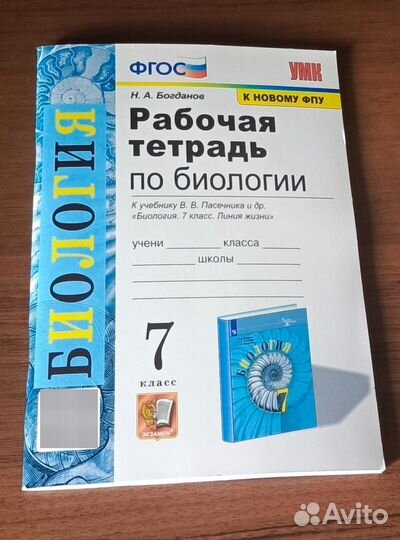 ФГОС
УМК
Н. А. Богданов
К НОВОМУ ФПУ
Рабочая
тетрадь
по биологии
К учебнику В. В. Пасечника и др.
«Биология. 7 класс. Линия жизни»
учени класса
школы
БИОЛОГИЯ
7
класс
ЭКЗАМЕН
БИОЛОГИЯ
7
Avito